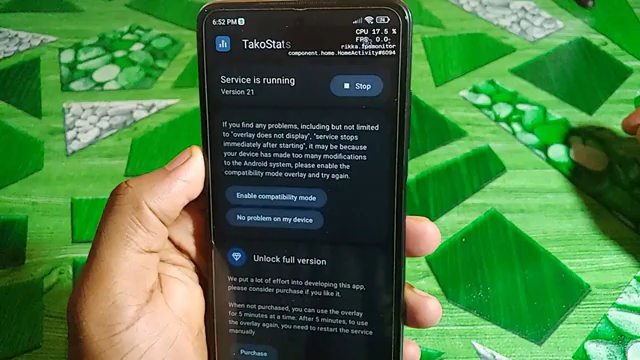 6:52 PM
CPU 17.5 %
FPS 0.0
rikka.fpsmonitor
component.home.HomeActivity#6094
TakoStats
Service is running
Version 21
Stop
If you find any problems, including but not limited
to "overlay does not display", "service stops
immediately after starting", it may be because
your device has made too many modifications
to the Android system, please enable the
compatibility mode overlay and try again.
Enable compatibility mode
No problem on my device
Unlock full version
We put a lot of effort into developing this app,
please consider purchase if you like it.
When not purchased, you can use the overlay
for 5 minutes at a time. After 5 minutes, to use
the overlay again, you need to restart the service
manually.
Purchase